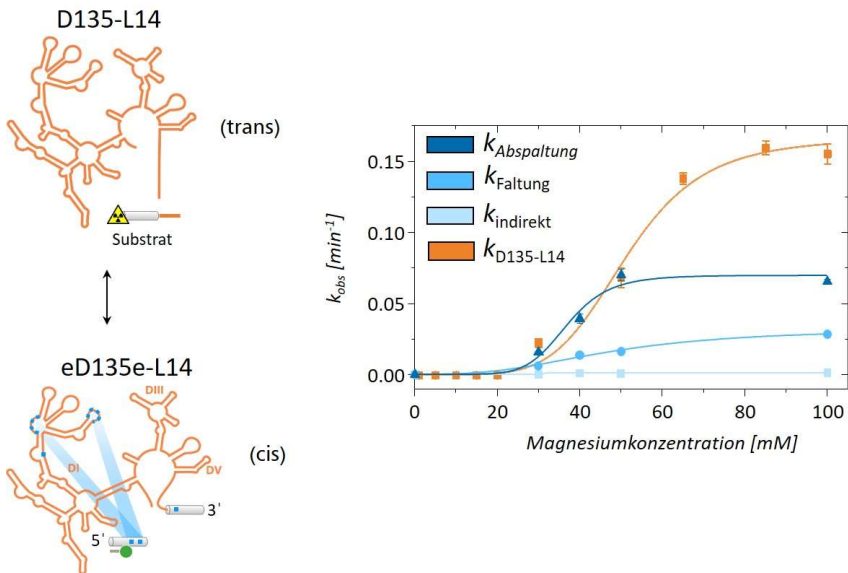 D135-L14
(trans)
Substrat
eD135e-L14
DIII
DI
DV
(cis)
3'
5'
k_Abspaltung
k_Faltung
k_indirekt
k_D135-L14
k_obs [min^-1]
0.15
0.10
0.05
0.00
0 20 40 60 80 100
Magnesiumkonzentration [mM]